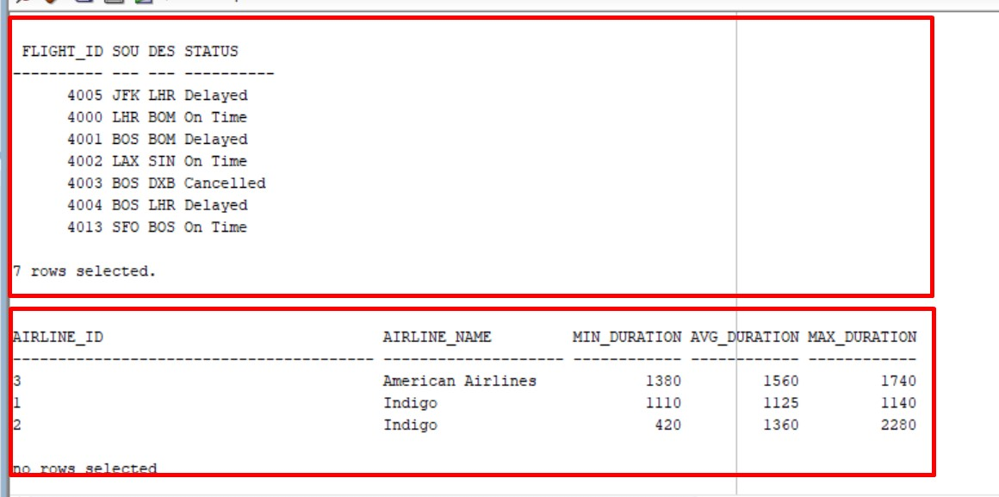 FLIGHT_ID SOU DES STATUS
---------- --- --- ----------
4005 JFK LHR Delayed
4000 LHR BOM On Time
4001 BOS BOM Delayed
4002 LAX SIN On Time
4003 BOS DXB Cancelled
4004 BOS LHR Delayed
4013 SFO BOS On Time
7 rows selected.
AIRLINE_ID AIRLINE_NAME MIN_DURATION AVG_DURATION MAX_DURATION
---------------------------------------- -------------------- ------------ ------------ ------------
3 American Airlines 1380 1560 1740
1 Indigo 1110 1125 1140
2 Indigo 420 1360 2280
no rows selected